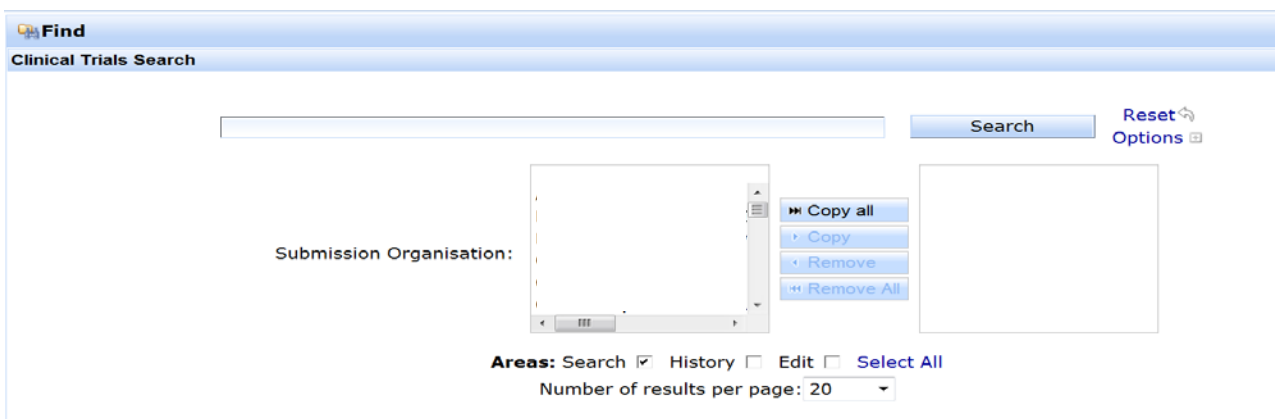 Find
Clinical Trials Search
Search
Reset
Options
Submission Organisation:
Copy all
Copy
Remove
Remove All
Areas: Search History Edit Select All
Number of results per page: 20